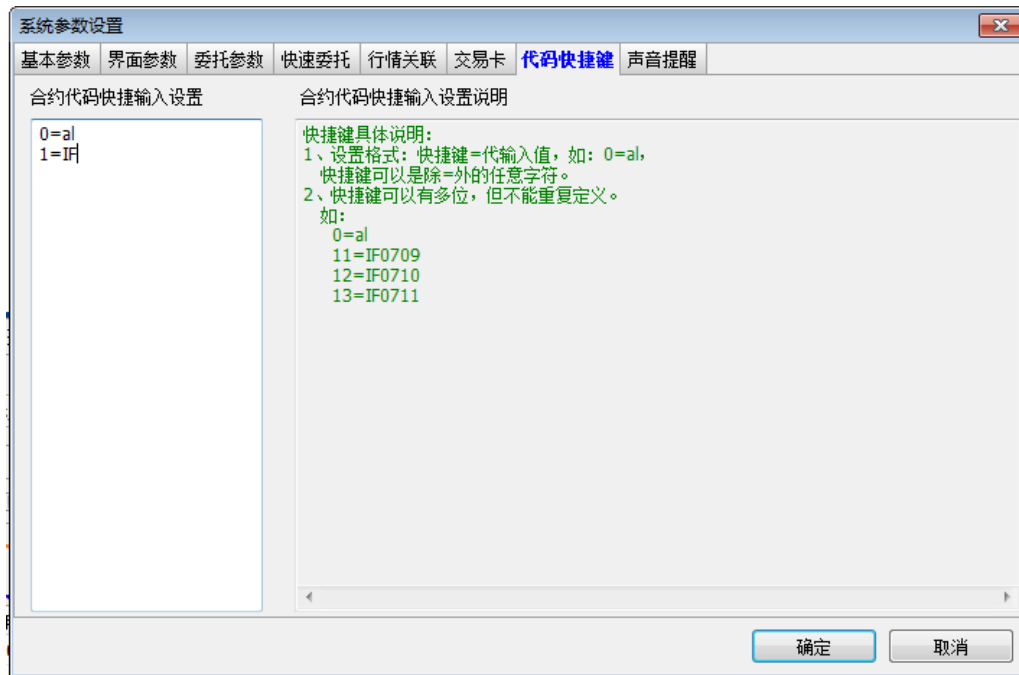 系统参数设置
基本参数 界面参数 委托参数 快速委托 行情关联 交易卡 代码快捷键 声音提醒
合约代码快捷输入设置
0=al
1=IF
合约代码快捷输入设置说明
快捷键具体说明：
1、设置格式：快捷键=代输入值，如：0=al，
快捷键可以是除=外的任意字符。
2、快捷键可以有多位，但不能重复定义。
如：
0=al
11=IF0709
12=IF0710
13=IF0711
确定 取消